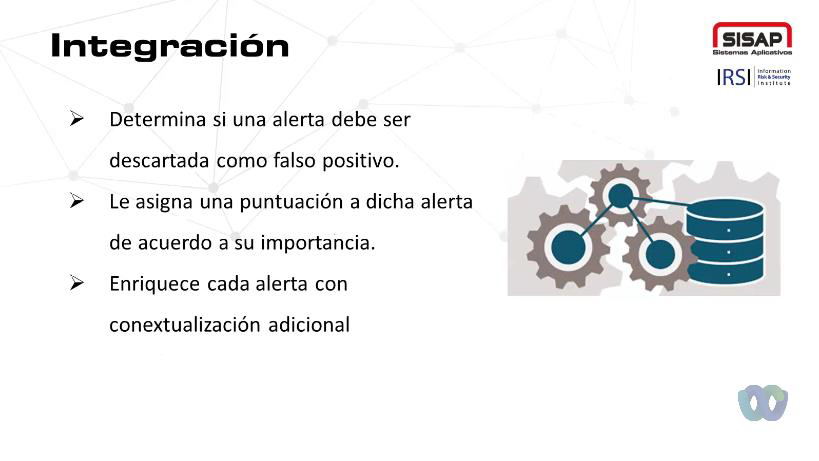 Integración
SISAP
Sistemas Aplicativos
IRSI Information
Risk & Security
Institute
➢ Determina si una alerta debe ser
descartada como falso positivo.
➢ Le asigna una puntuación a dicha alerta
de acuerdo a su importancia.
➢ Enriquece cada alerta con
conextualización adicional